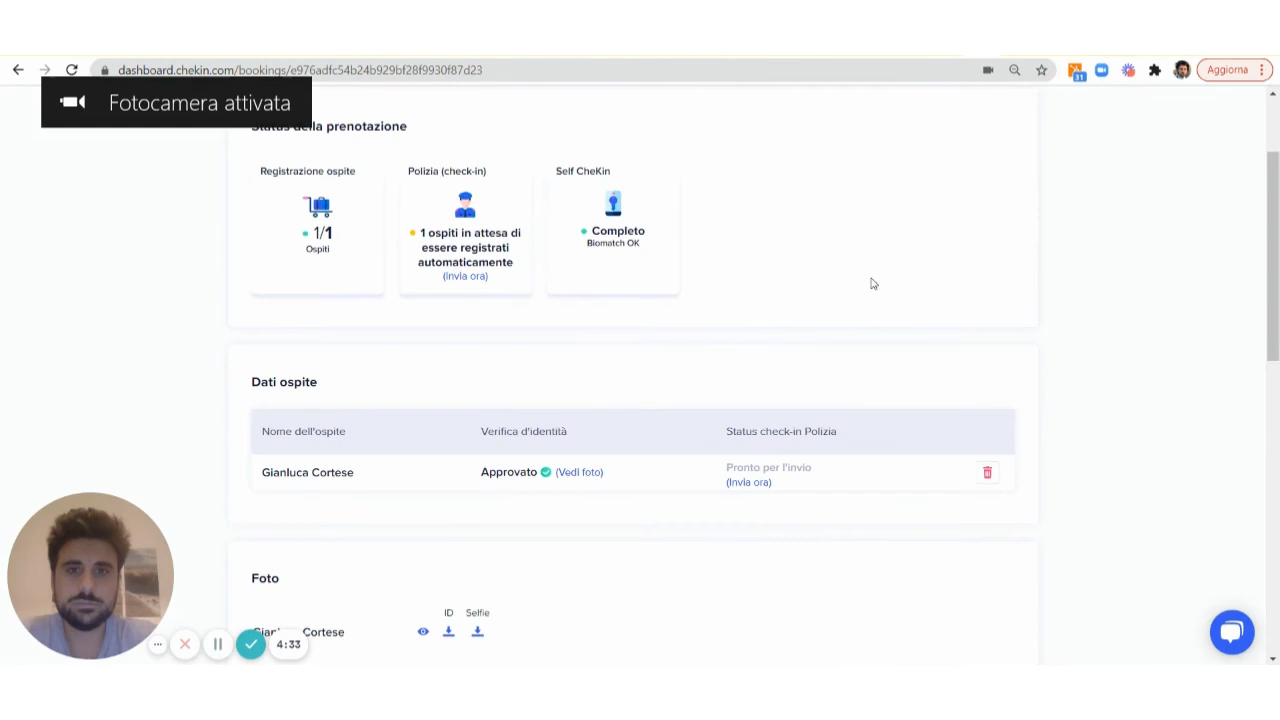 dashboard.chekin.com/bookings/e976adfc54b24b929bf28f9930f87d23
Aggiorna
31
Fotocamera attivata
Status della prenotazione
Registrazione ospite
Polizia (check-in)
Self CheKin
1/1
Ospiti
1 ospiti in attesa di
essere registrati
automaticamente
(Invia ora)
Completo
Biomatch OK
Dati ospite
Nome dell'ospite
Verifica d'identità
Status check-in Polizia
Gianluca Cortese
Approvato (Vedi foto)
Pronto per l'invio
(Invia ora)
Foto
ID
Selfie
Cortese
4:33